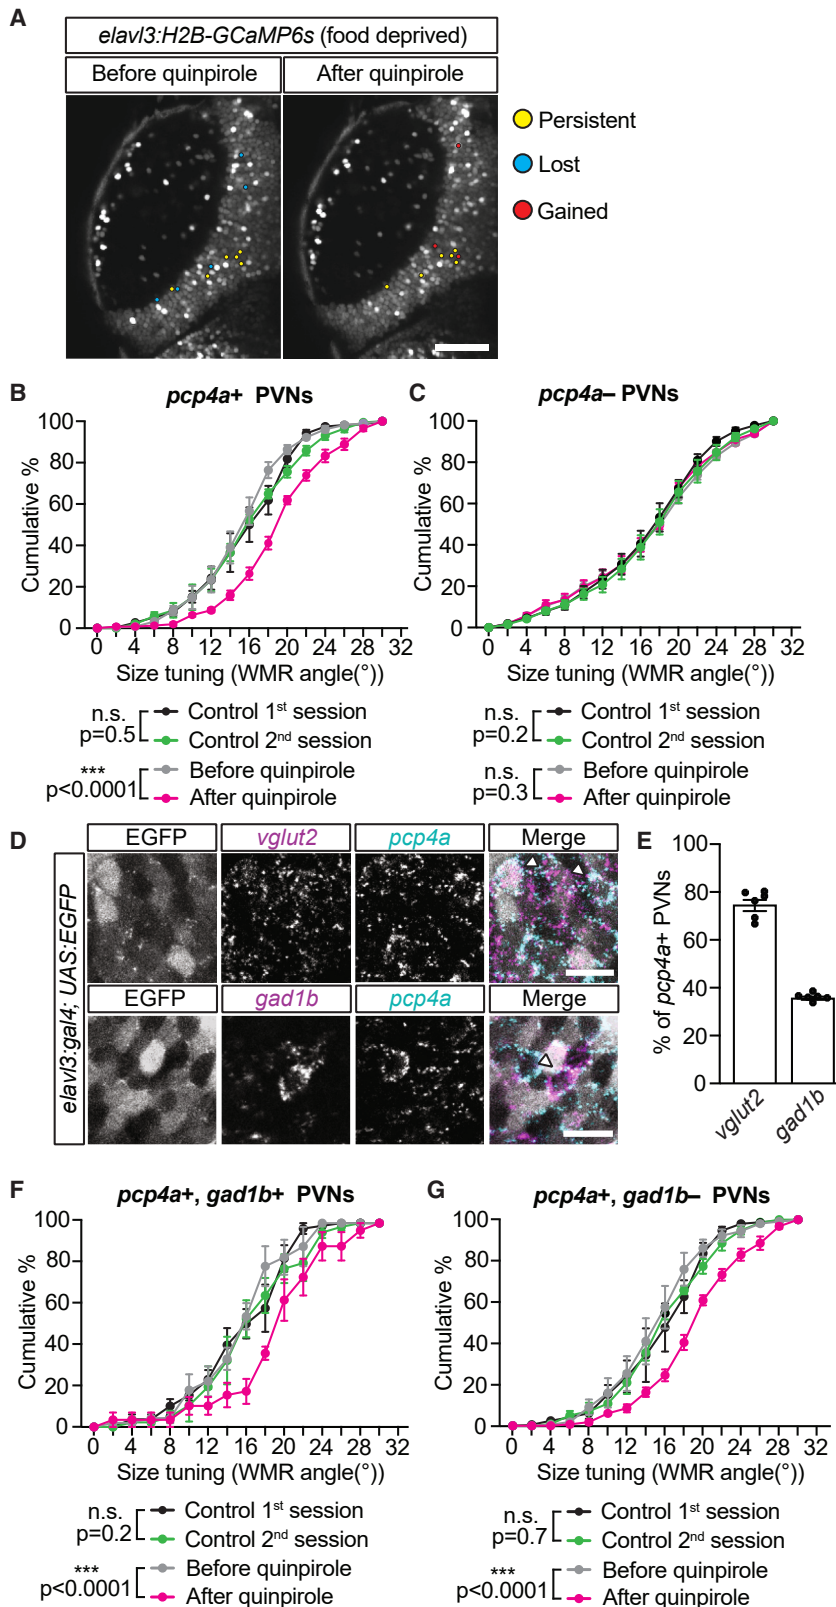 A
elavl3:H2B-GCaMP6s (food deprived)
Before quinpirole
After quinpirole
Persistent
Lost
Gained
B
pcp4a+ PVNs
Cumulative %
100
80
60
40
20
0
0 4 8 12 16 20 24 28 32
Size tuning (WMR angle(°))
n.s.
p=0.5
Control 1st session
Control 2nd session
***
p<0.0001
Before quinpirole
After quinpirole
C
pcp4a– PVNs
Cumulative %
100
80
60
40
20
0
0 4 8 12 16 20 24 28 32
Size tuning (WMR angle(°))
n.s.
p=0.2
Control 1st session
Control 2nd session
n.s.
p=0.3
Before quinpirole
After quinpirole
D
elavl3:gal4; UAS:EGFP
EGFP
vglut2
pcp4a
Merge
EGFP
gad1b
pcp4a
Merge
E
% of pcp4a+ PVNs
100
80
60
40
20
0
vglut2
gad1b
F
pcp4a+, gad1b+ PVNs
Cumulative %
100
80
60
40
20
0
0 4 8 12 16 20 24 28 32
Size tuning (WMR angle(°))
n.s.
p=0.2
Control 1st session
Control 2nd session
***
p<0.0001
Before quinpirole
After quinpirole
G
pcp4a+, gad1b– PVNs
Cumulative %
100
80
60
40
20
0
0 4 8 12 16 20 24 28 32
Size tuning (WMR angle(°))
n.s.
p=0.7
Control 1st session
Control 2nd session
***
p<0.0001
Before quinpirole
After quinpirole